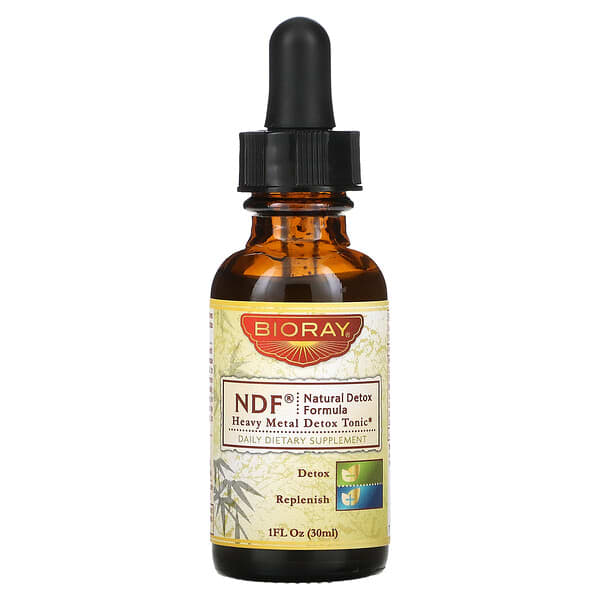 BIORAY®
NDF® Natural Detox
Formula
Heavy Metal Detox Tonic*
DAILY DIETARY SUPPLEMENT
Detox
Replenish
1FL Oz (30ml)